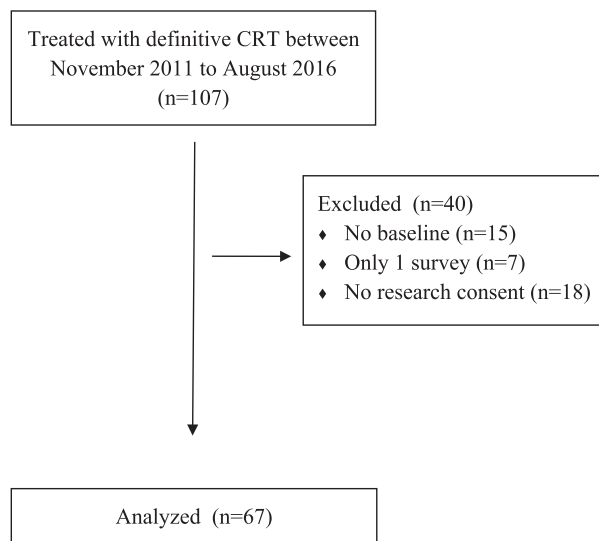 Treated with definitive CRT between
November 2011 to August 2016
(n=107)
Excluded (n=40)
♦ No baseline (n=15)
♦ Only 1 survey (n=7)
♦ No research consent (n=18)
Analyzed (n=67)